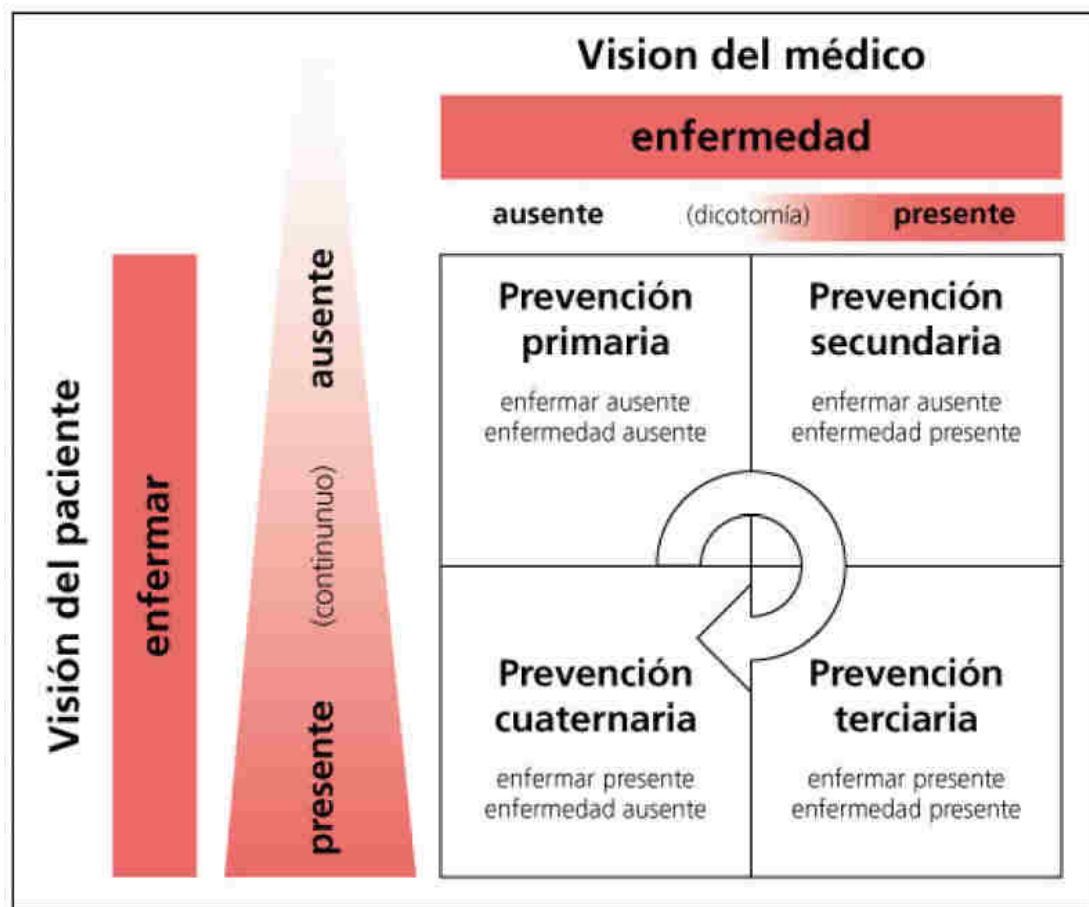 Vision del médico
enfermedad
ausente (dicotomía) presente
Visión del paciente
enfermar
ausente
(continunuo)
presente
Prevención
primaria
enfermar ausente
enfermedad ausente
Prevención
secundaria
enfermar ausente
enfermedad presente
Prevención
cuaternaria
enfermar presente
enfermedad ausente
Prevención
terciaria
enfermar presente
enfermedad presente